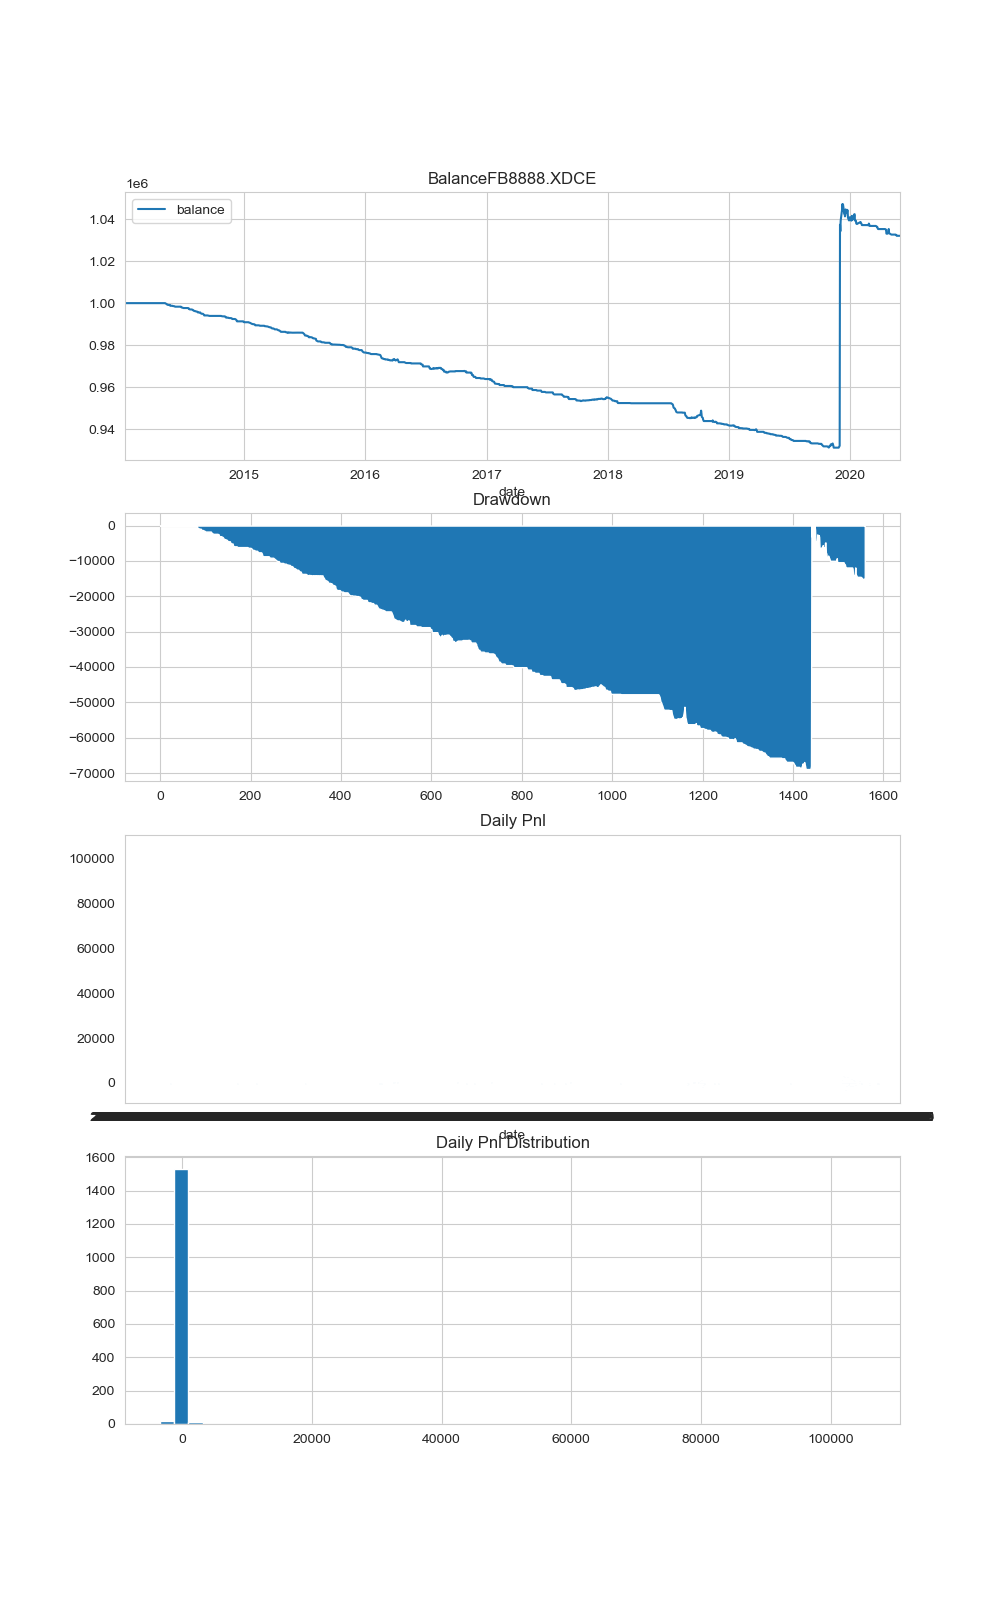 BalanceFB8888.XDCE
1e6
balance
1.04
1.02
1.00
0.98
0.96
0.94
2015 2016 2017 2018 2019 2020
date
Drawdown
0
−10000
−20000
−30000
−40000
−50000
−60000
−70000
0 200 400 600 800 1000 1200 1400 1600
Daily Pnl
100000
80000
60000
40000
20000
0
date
Daily Pnl Distribution
1600
1400
1200
1000
800
600
400
200
0
0 20000 40000 60000 80000 100000